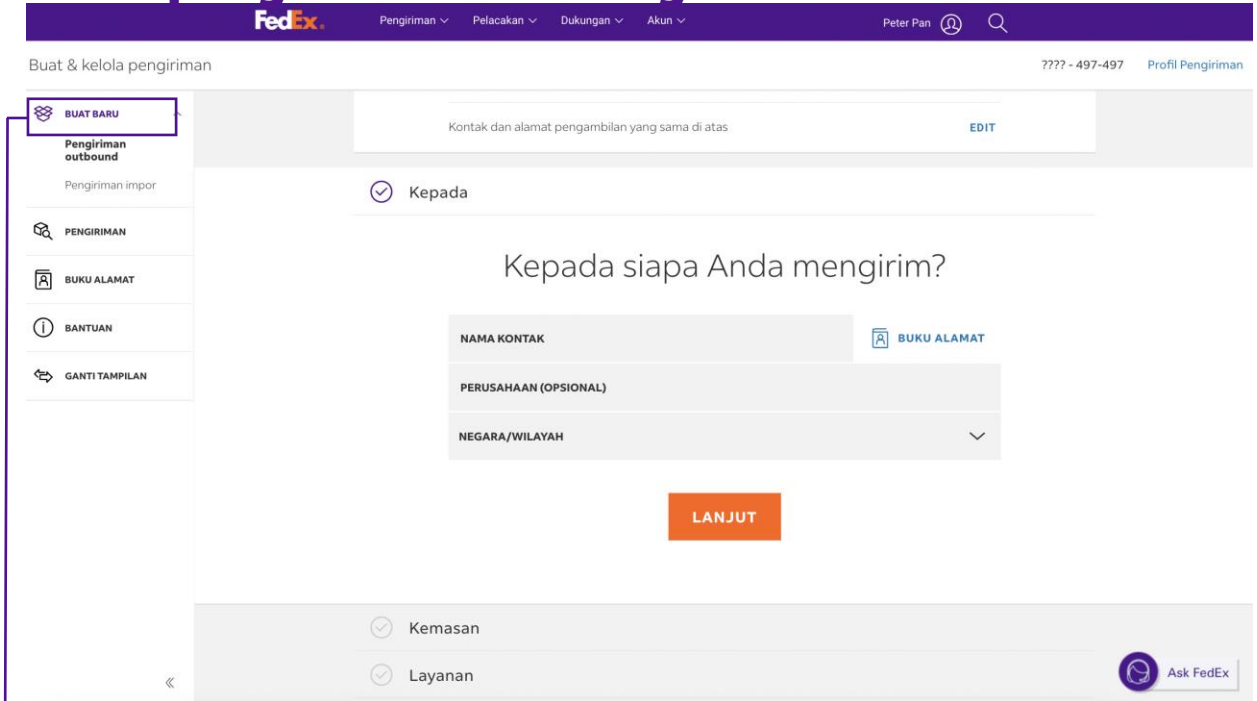 FedEx. Pengiriman Pelacakan Dukungan Akun Peter Pan
Buat & kelola pengiriman ???? - 497-497 Profil Pengiriman
BUAT BARU
Kontak dan alamat pengambilan yang sama di atas EDIT
Pengiriman
outbound
Pengiriman impor
Kepada
PENGIRIMAN
Kepada siapa Anda mengirim?
BUKU ALAMAT
BANTUAN
NAMA KONTAK BUKU ALAMAT
GANTI TAMPILAN
PERUSAHAAN (OPSIONAL)
NEGARA/WILAYAH
LANJUT
Kemasan
Layanan
Ask FedEx